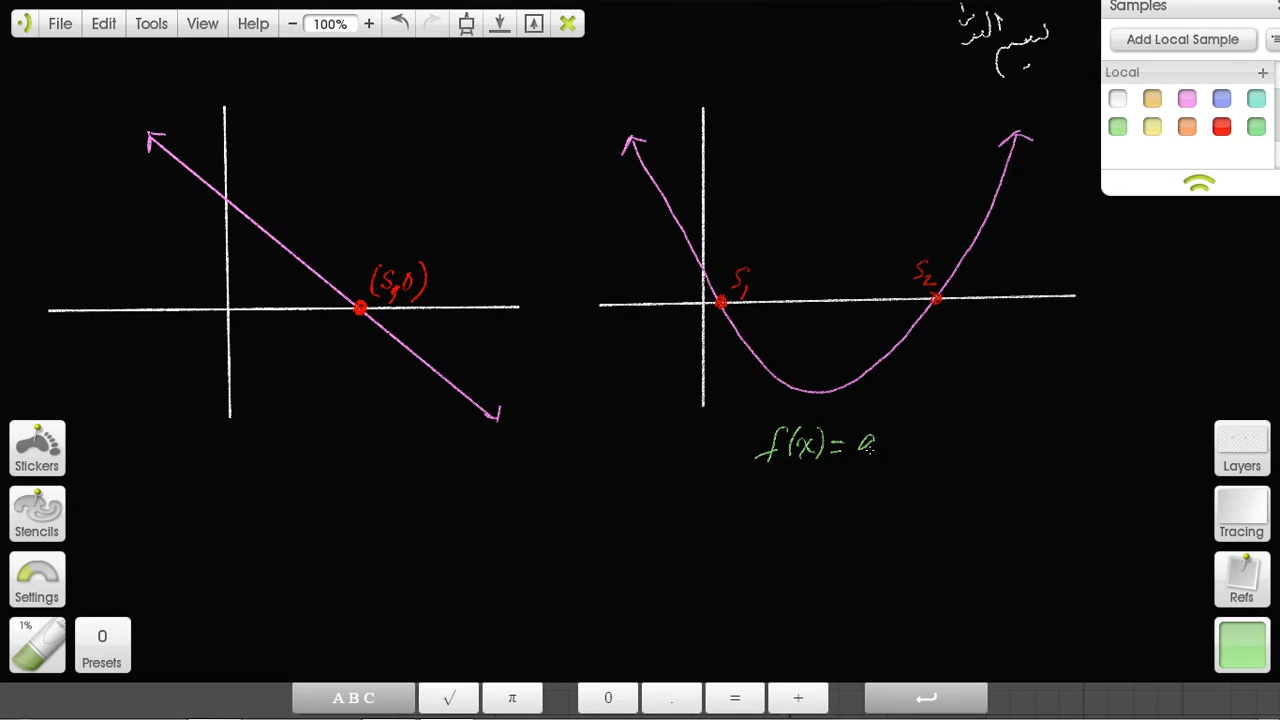 File Edit Tools View Help − 100% +
Samples
Add Local Sample
Local +
(S,0)
S₁
S₂
f(x) = a
Stickers
Stencils
Settings
1%
0
Presets
Layers
Tracing
Refs
A B C √ π 0 . = +